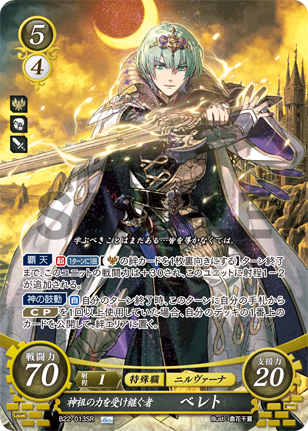 5
4
学ぶべきことはまだある…皆を導かなくては。
覇天 起 1ターンに1回 の絆カードを1枚裏向きにする】ターン終了まで、このユニットの戦闘力は+30され、このユニットに射程1-2が追加される。
神の鼓動 自 自分のターン終了時、このターンに自分の手札からCPを1回以上使用していた場合、自分のデッキの1番上のカードを公開して、絆エリアに置く。
戦闘力
70
射程
1
特殊職
ニルヴァーナ
支援力
20
神祖の力を受け継ぐ者 ベレト
B22-013SR
Illust:倉花千夏